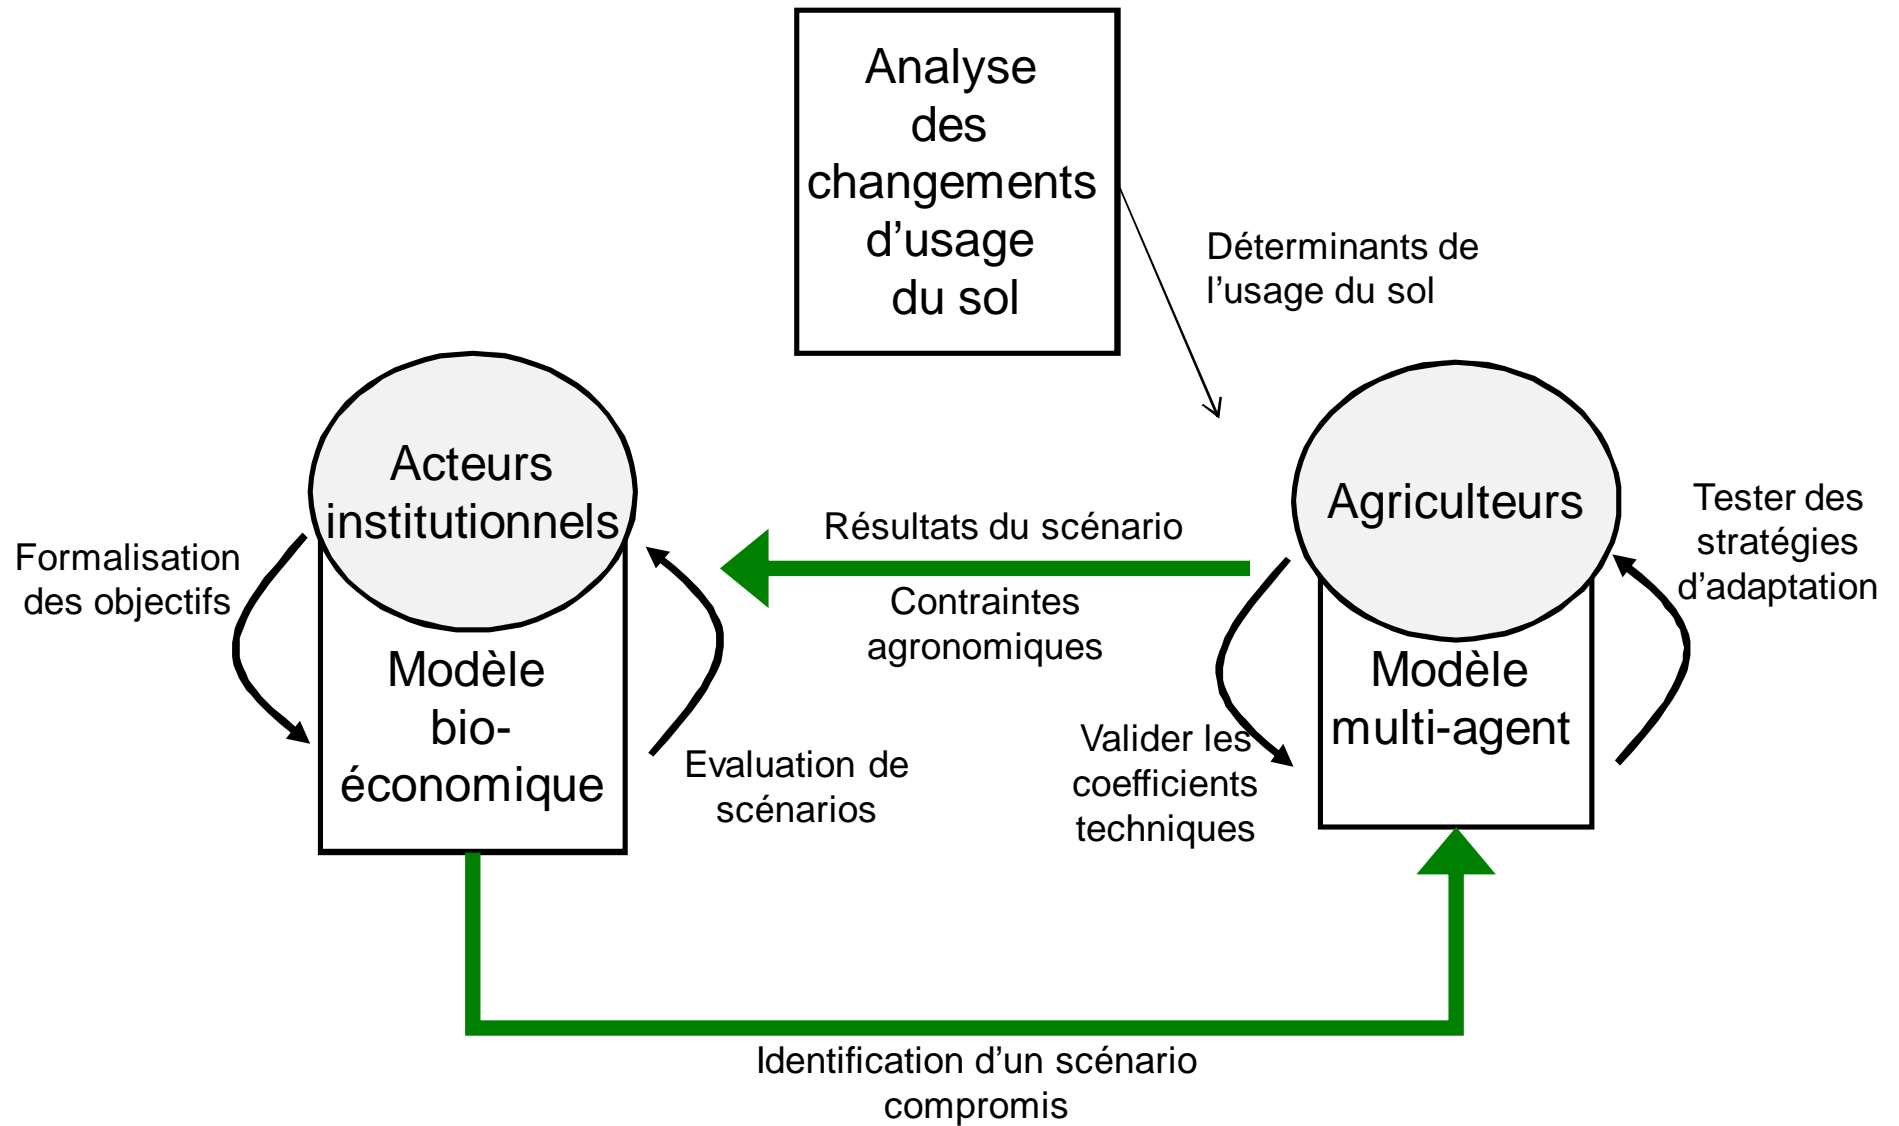 Analyse
des
changements
d’usage
du sol
Déterminants de
l’usage du sol
Acteurs
institutionnels
Agriculteurs
Tester des
stratégies
d’adaptation
Formalisation
des objectifs
Résultats du scénario
Contraintes
agronomiques
Modèle
bio-
économique
Modèle
multi-agent
Evaluation de
scénarios
Valider les
coefficients
techniques
Identification d’un scénario
compromis